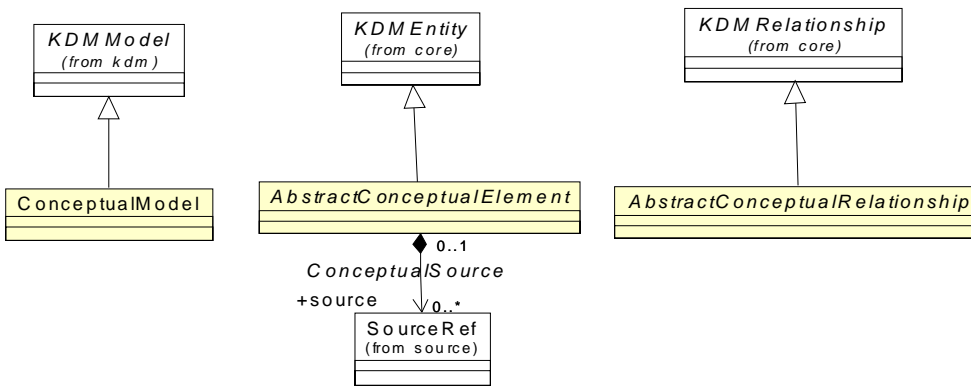 KDMModel
(from kdm)
KDMEntity
(from core)
KDMRelationship
(from core)
ConceptualModel
AbstractConceptualElement
AbstractConceptualRelationship
0..1
ConceptualSource
+source
0..*
SourceRef
(from source)